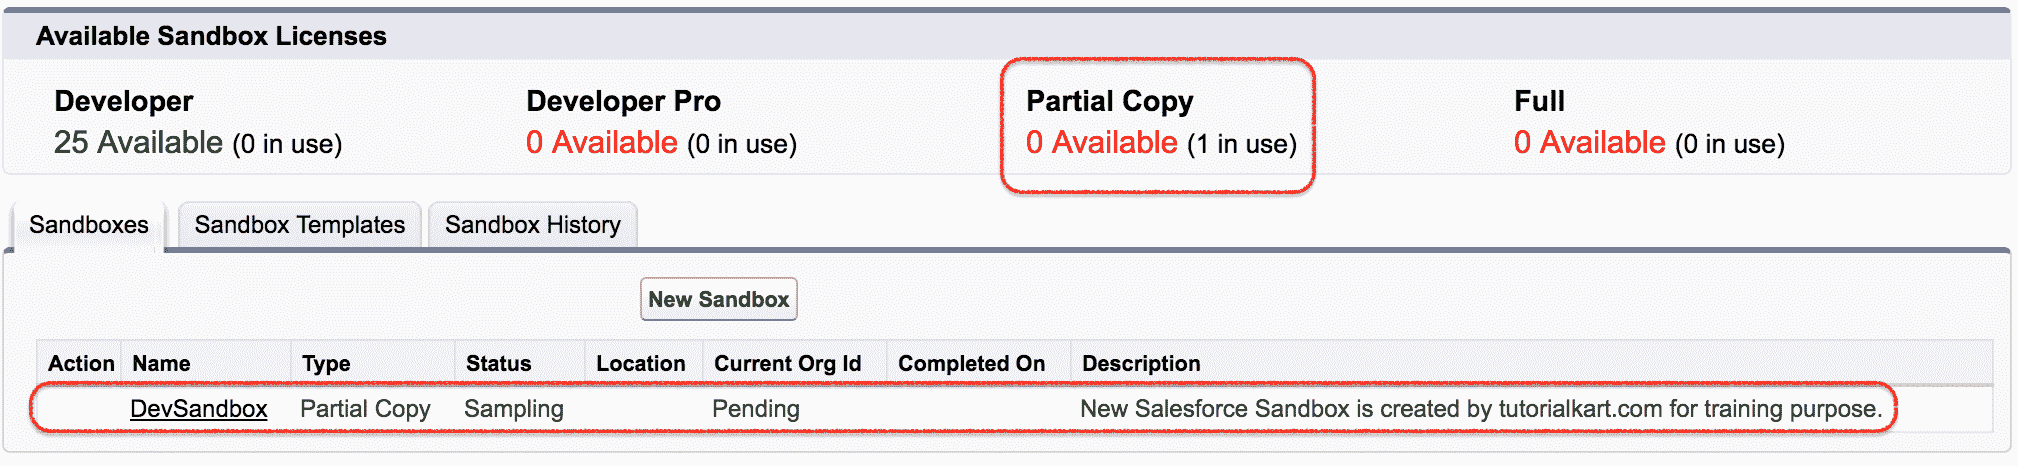 Available Sandbox Licenses
Developer Developer Pro Partial Copy Full
25 Available (0 in use) 0 Available (0 in use) 0 Available (1 in use) 0 Available (0 in use)
Sandboxes Sandbox Templates Sandbox History
New Sandbox
Action Name Type Status Location Current Org Id Completed On Description
DevSandbox Partial Copy Sampling Pending New Salesforce Sandbox is created by tutorialkart.com for training purpose.